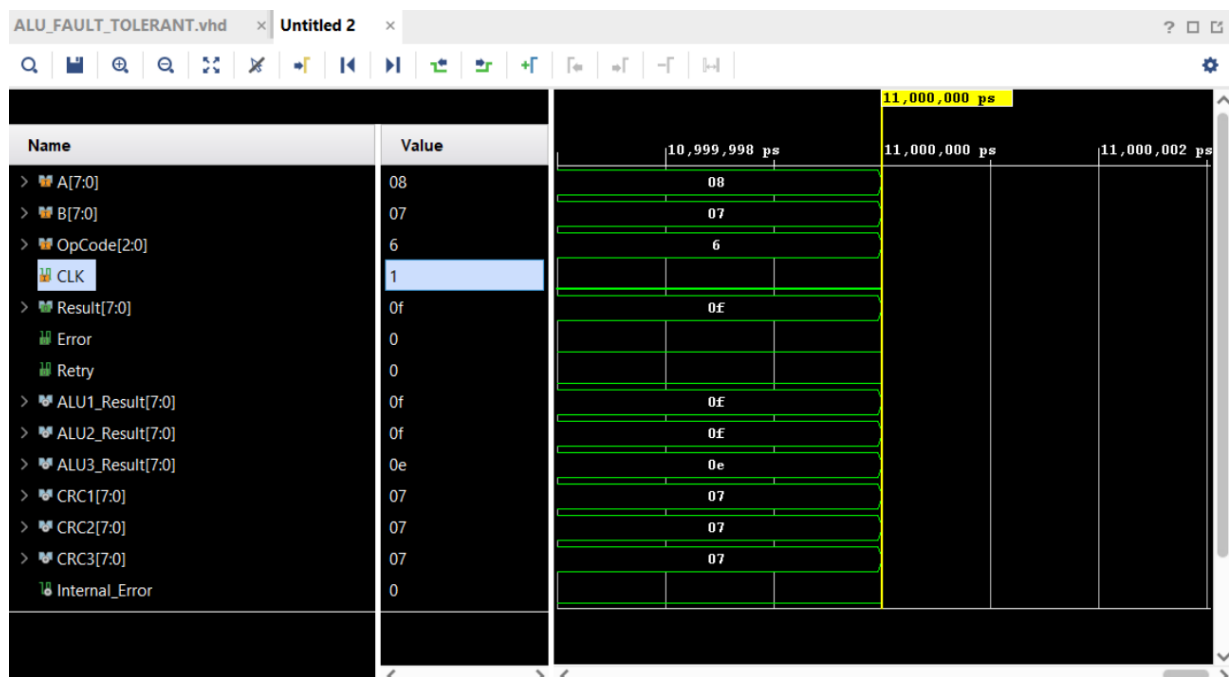 ALU_FAULT_TOLERANT.vhd × Untitled 2 ×
11,000,000 ps
Name Value 10,999,998 ps 11,000,000 ps 11,000,002 ps
A[7:0] 08 08
B[7:0] 07 07
OpCode[2:0] 6 6
CLK 1
Result[7:0] 0f 0f
Error 0
Retry 0
ALU1_Result[7:0] 0f 0f
ALU2_Result[7:0] 0f 0f
ALU3_Result[7:0] 0e 0e
CRC1[7:0] 07 07
CRC2[7:0] 07 07
CRC3[7:0] 07 07
Internal_Error 0